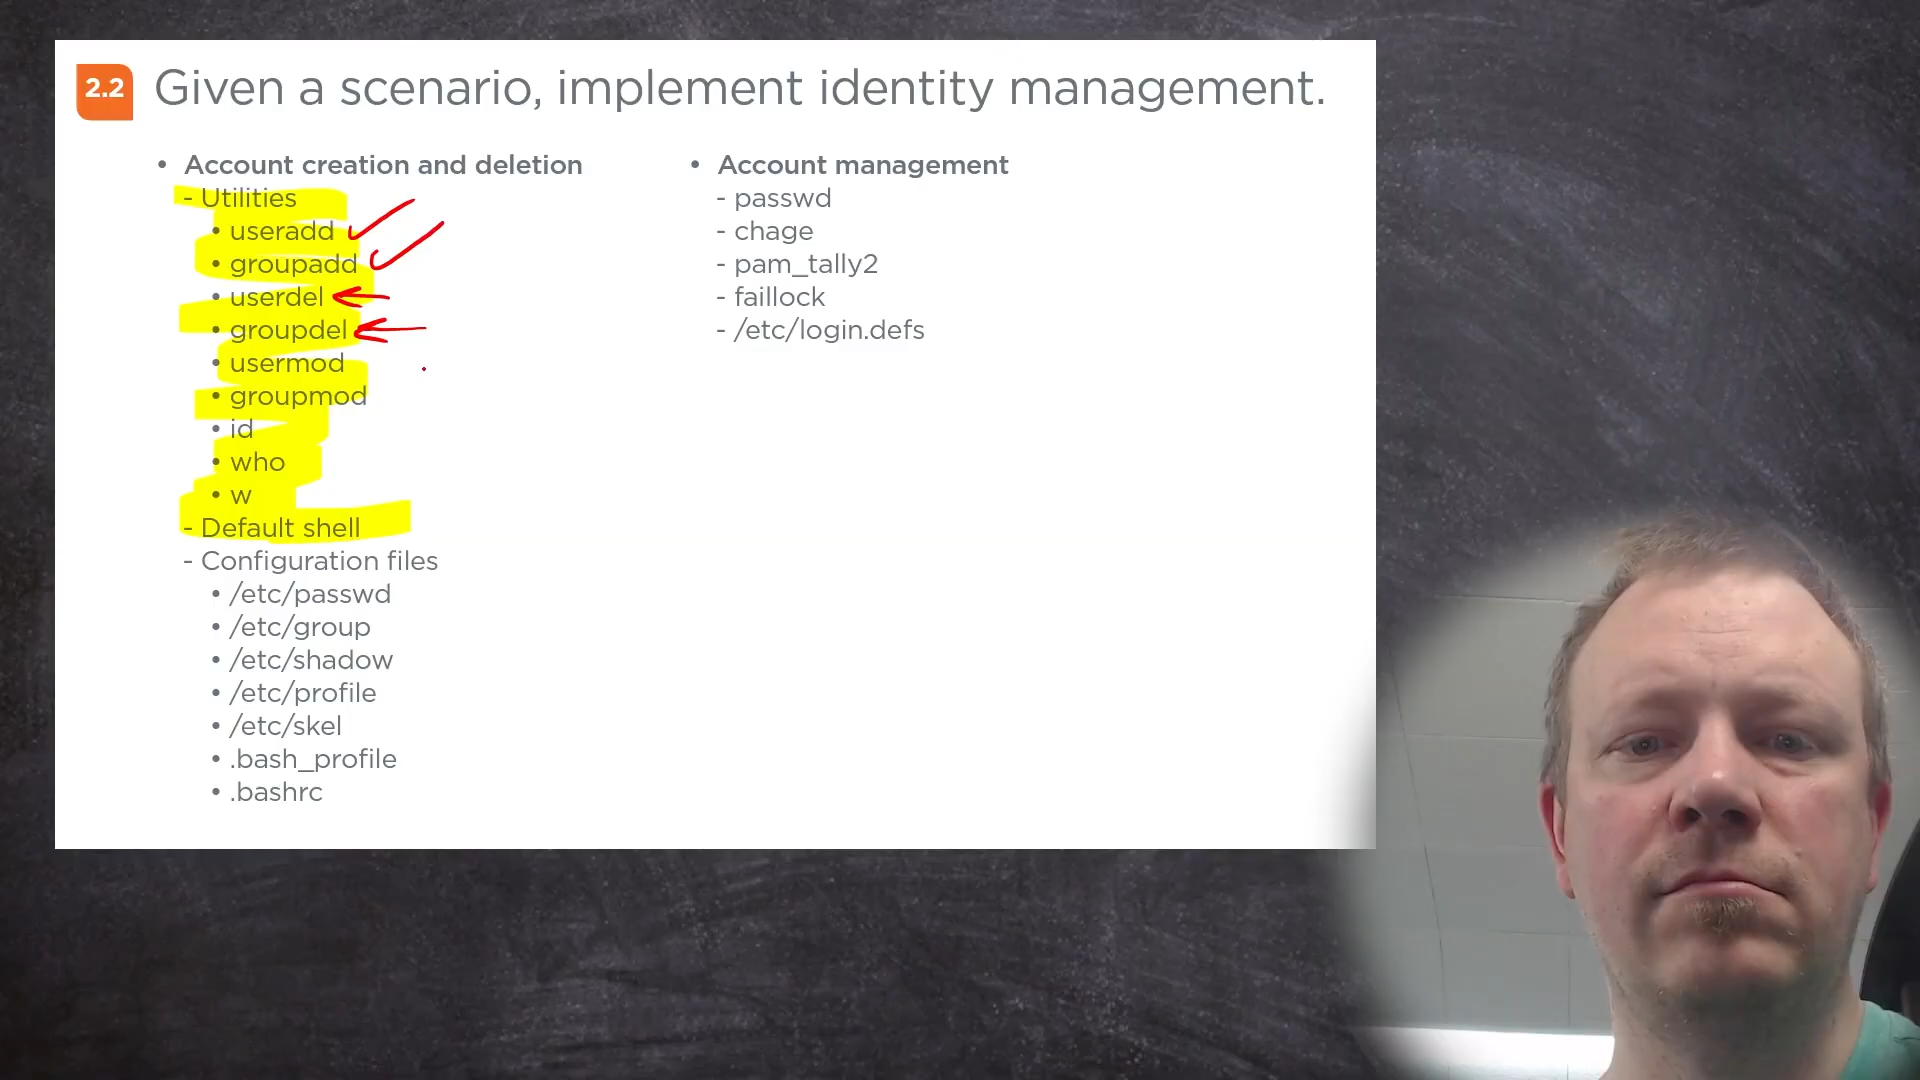 2.2 Given a scenario, implement identity management.
• Account creation and deletion
- Utilities
• useradd
• groupadd
• userdel
• groupdel
• usermod
• groupmod
• id
• who
• w
- Default shell
- Configuration files
• /etc/passwd
• /etc/group
• /etc/shadow
• /etc/profile
• /etc/skel
• .bash_profile
• .bashrc
• Account management
- passwd
- chage
- pam_tally2
- faillock
- /etc/login.defs